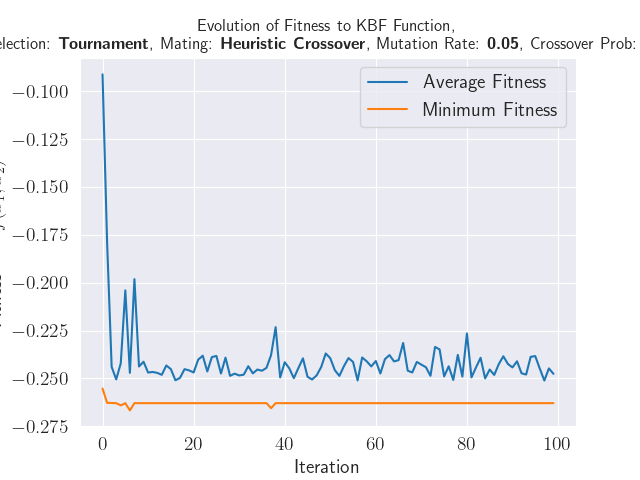 Evolution of Fitness to KBF Function,
election: Tournament, Mating: Heuristic Crossover, Mutation Rate: 0.05, Crossover Prob:
Average Fitness
Minimum Fitness
−0.100
−0.125
−0.150
−0.175
−0.200
−0.225
−0.250
−0.275
0 20 40 60 80 100
Iteration